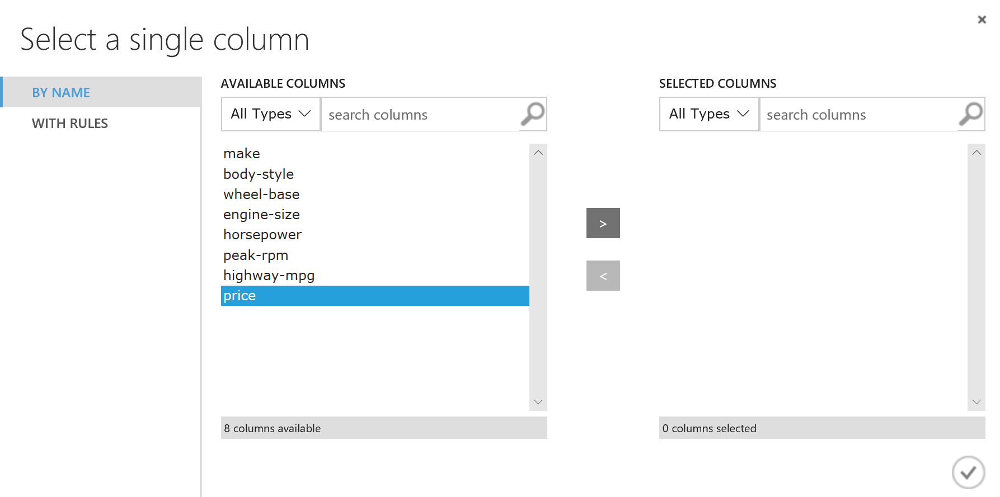 Select a single column
BY NAME
WITH RULES
AVAILABLE COLUMNS
All Types
search columns
make
body-style
wheel-base
engine-size
horsepower
peak-rpm
highway-mpg
price
8 columns available
>
<
SELECTED COLUMNS
All Types
search columns
0 columns selected